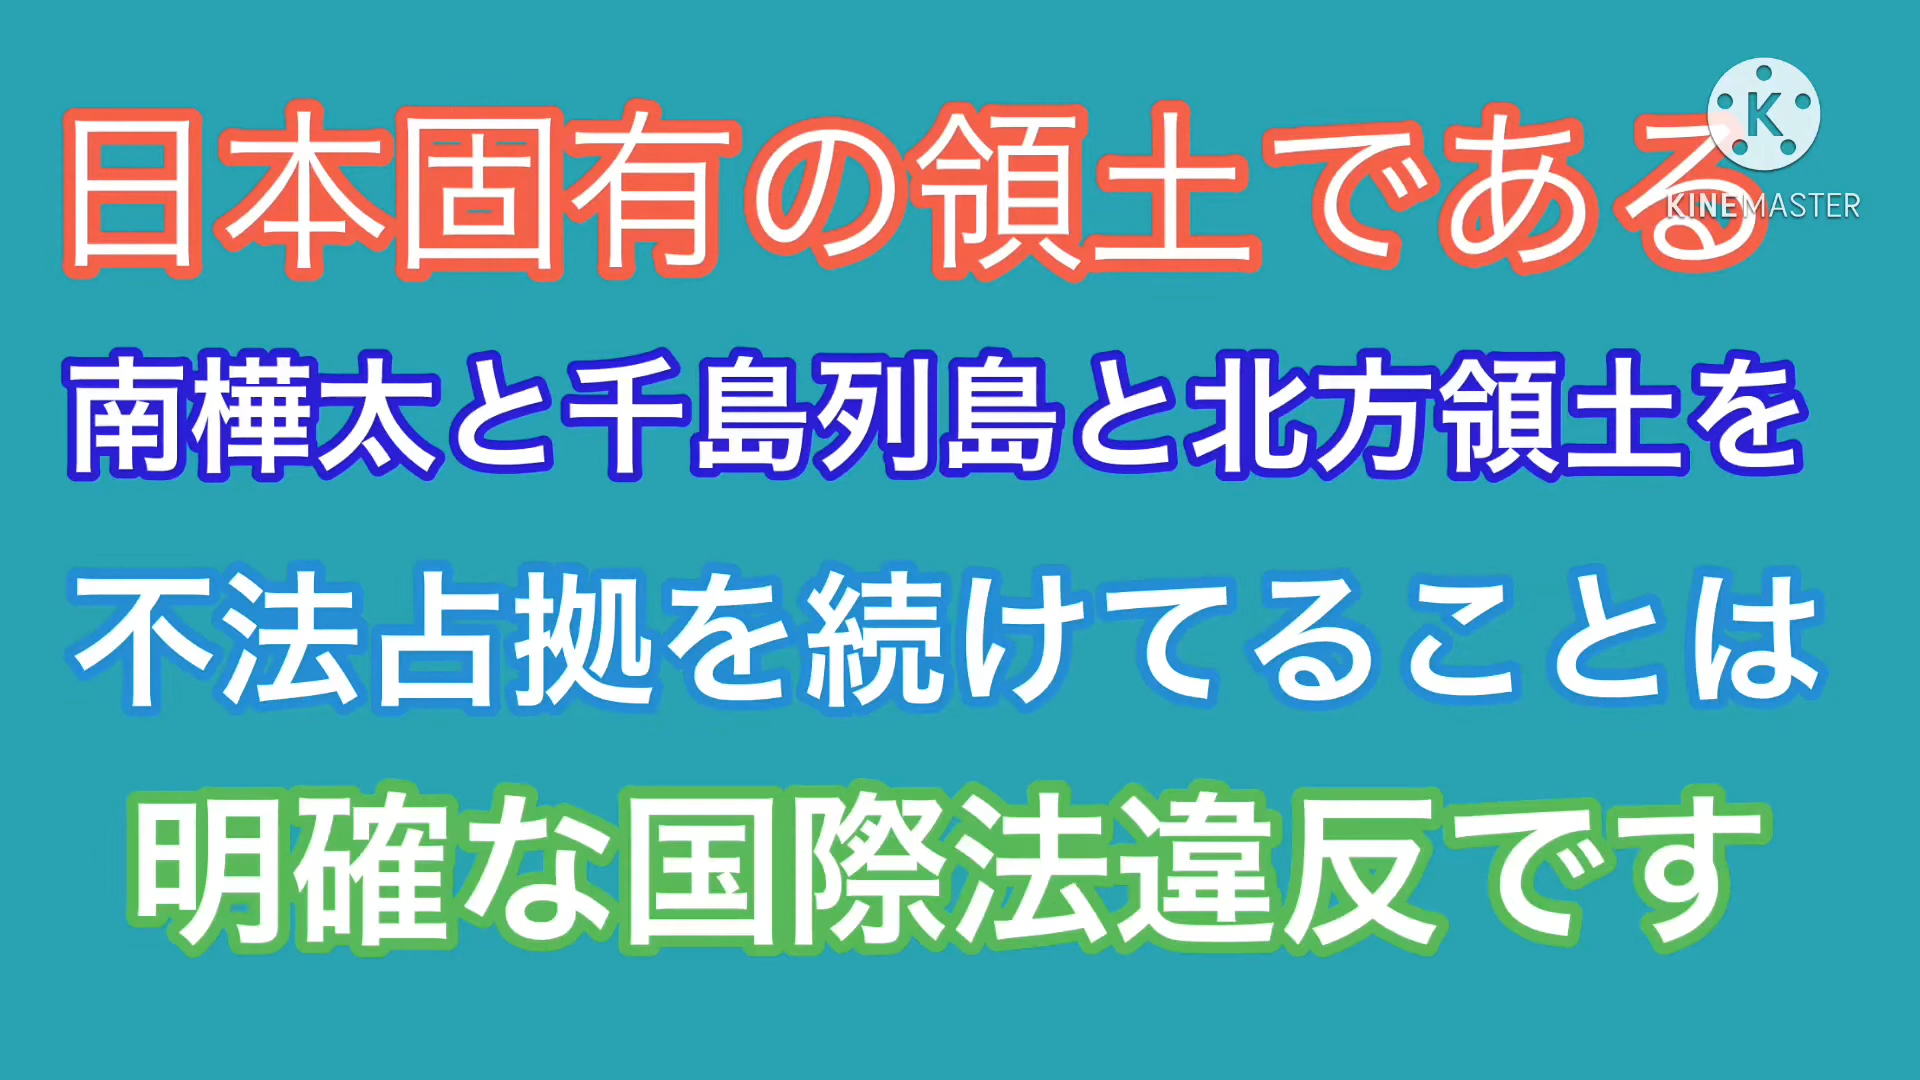 日本固有の領土である
KINEMASTER
南樺太と千島列島と北方領土を
不法占拠を続けてることは
明確な国際法違反です